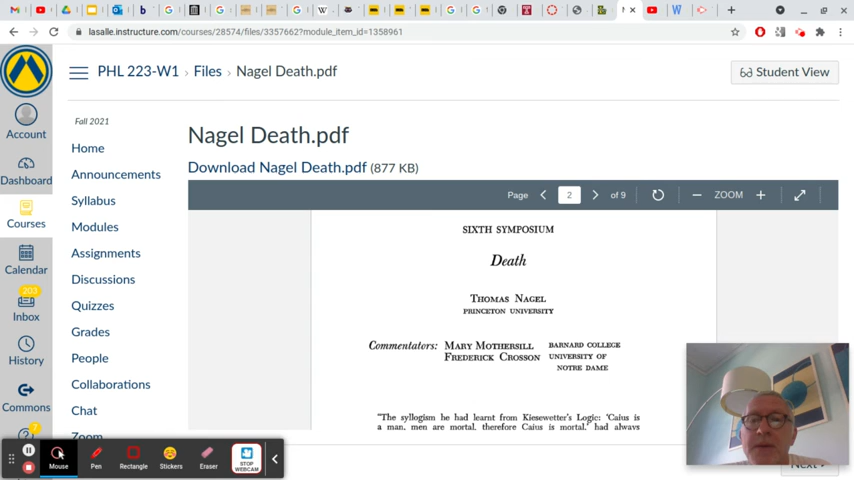 lasalle.instructure.com/courses/28574/files/3357662?module_item_id=1358961
PHL 223-W1 › Files › Nagel Death.pdf
Student View
Account
Dashboard
Courses
Calendar
203
Inbox
History
Commons
7
Fall 2021
Home
Announcements
Syllabus
Modules
Assignments
Discussions
Quizzes
Grades
People
Collaborations
Chat
Zoom
Nagel Death.pdf
Download Nagel Death.pdf (877 KB)
Page 2 of 9 ZOOM
SIXTH SYMPOSIUM
Death
THOMAS NAGEL
PRINCETON UNIVERSITY
Commentators: MARY MOTHERSILL BARNARD COLLEGE
FREDERICK CROSSON UNIVERSITY OF
NOTRE DAME
"The syllogism he had learnt from Kiesewetter's Logic: 'Caius is
a man, men are mortal, therefore Caius is mortal,' had always
Next
Mouse
Pen
Rectangle
Stickers
Eraser
STOP
WEBCAM